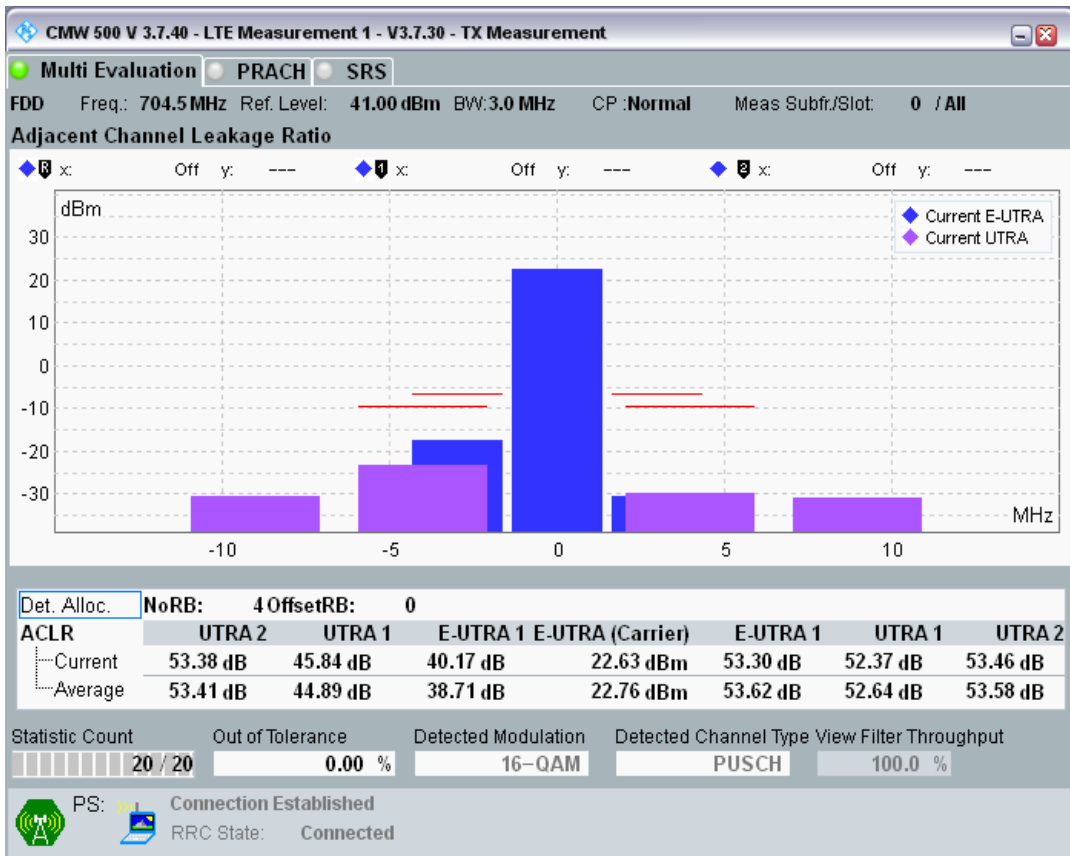 CMW 500 V 3.7.40 - LTE Measurement 1 - V3.7.30 - TX Measurement
Multi Evaluation PRACH SRS
FDD Freq.: 704.5 MHz Ref. Level: 41.00 dBm BW: 3.0 MHz CP : Normal Meas Subfr./Slot: 0 / All
Adjacent Channel Leakage Ratio
R x: Off y: --- 1 x: Off y: --- 2 x: Off y: ---
dBm
Current E-UTRA
Current UTRA
30
20
10
0
-10
-20
-30
MHz
-10 -5 0 5 10
Det. Alloc. NoRB: 4 OffsetRB: 0
ACLR UTRA 2 UTRA 1 E-UTRA 1 E-UTRA (Carrier) E-UTRA 1 UTRA 1 UTRA 2
Current 53.38 dB 45.84 dB 40.17 dB 22.63 dBm 53.30 dB 52.37 dB 53.46 dB
Average 53.41 dB 44.89 dB 38.71 dB 22.76 dBm 53.62 dB 52.64 dB 53.58 dB
Statistic Count Out of Tolerance Detected Modulation Detected Channel Type View Filter Throughput
20 / 20 0.00 % 16-QAM PUSCH 100.0 %
PS: Connection Established
RRC State: Connected